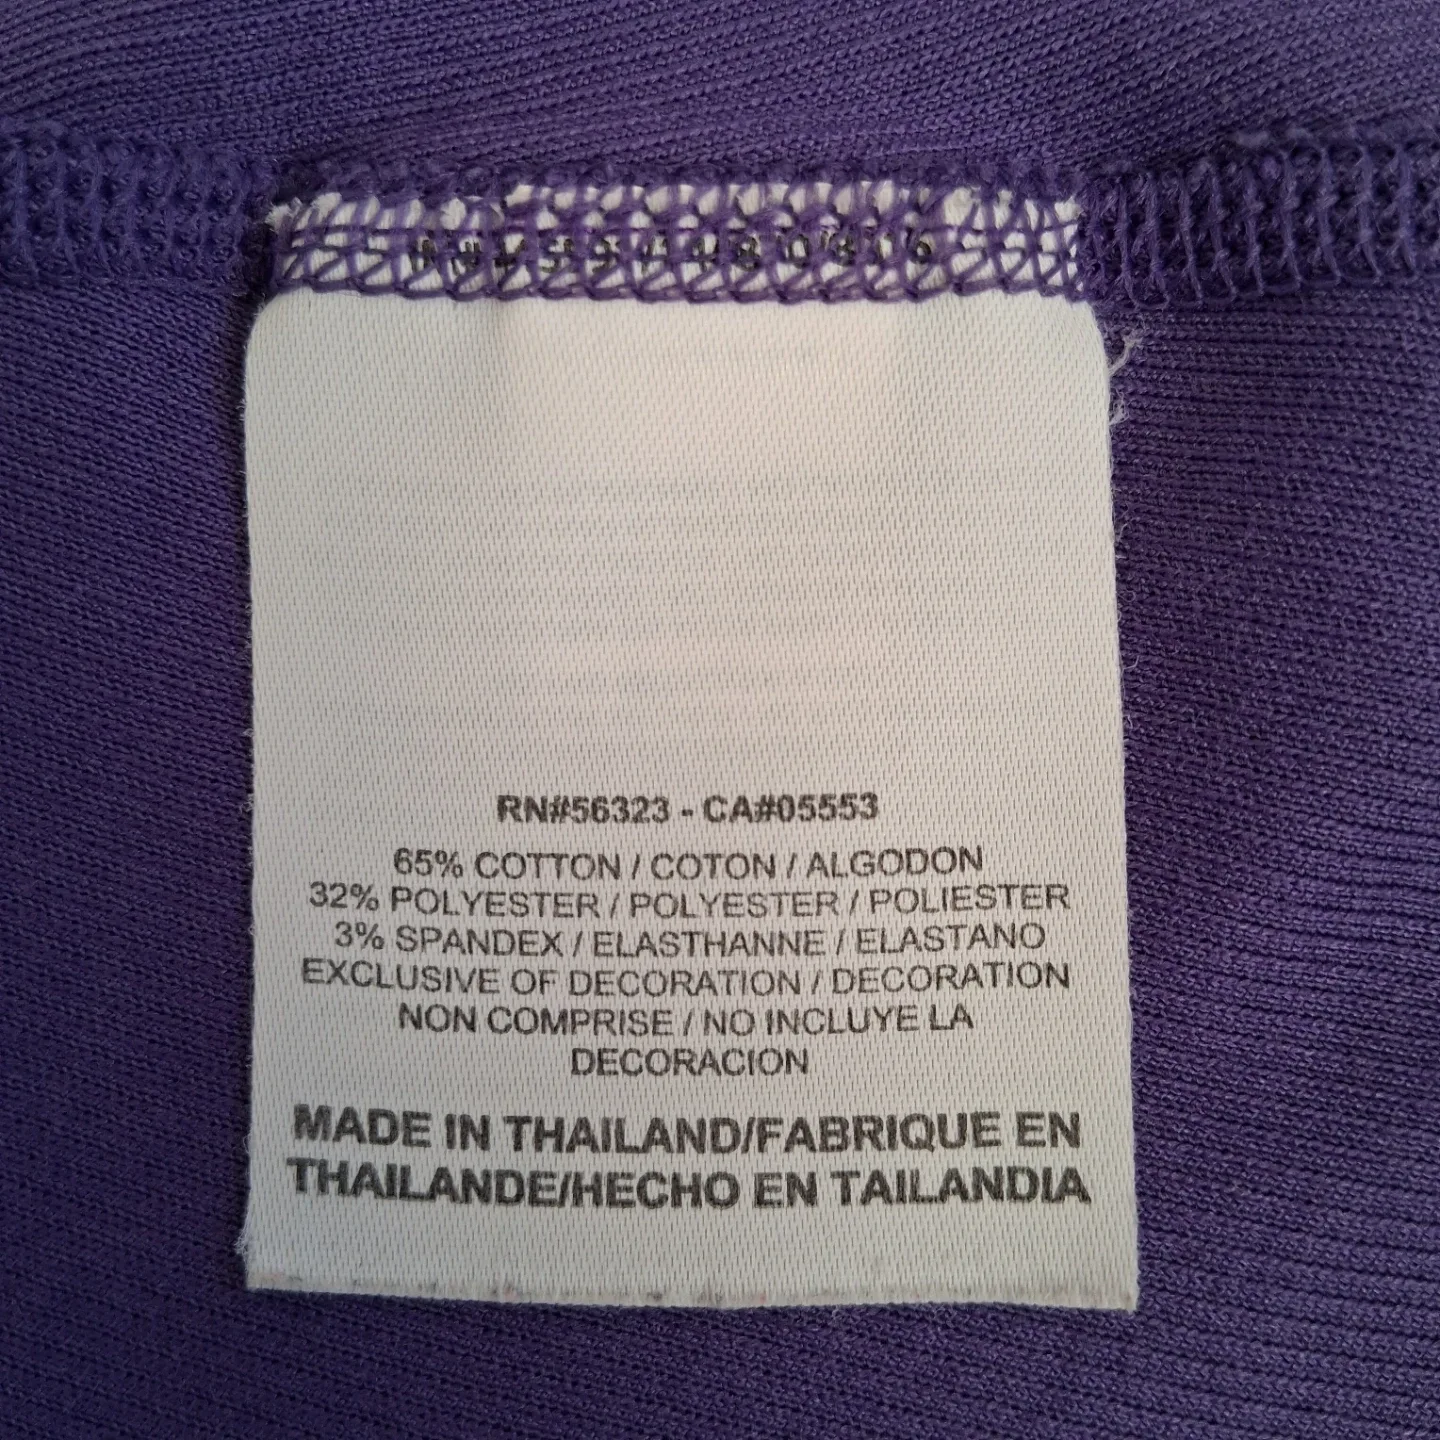 RN#56323 - CA#05553
65% COTTON / COTON / ALGODON
32% POLYESTER / POLYESTER / POLIESTER
3% SPANDEX / ELASTHANNE / ELASTANO
EXCLUSIVE OF DECORATION / DECORATION
NON COMPRISE / NO INCLUYE LA
DECORACION
MADE IN THAILAND/FABRIQUE EN
THAILANDE/HECHO EN TAILANDIA